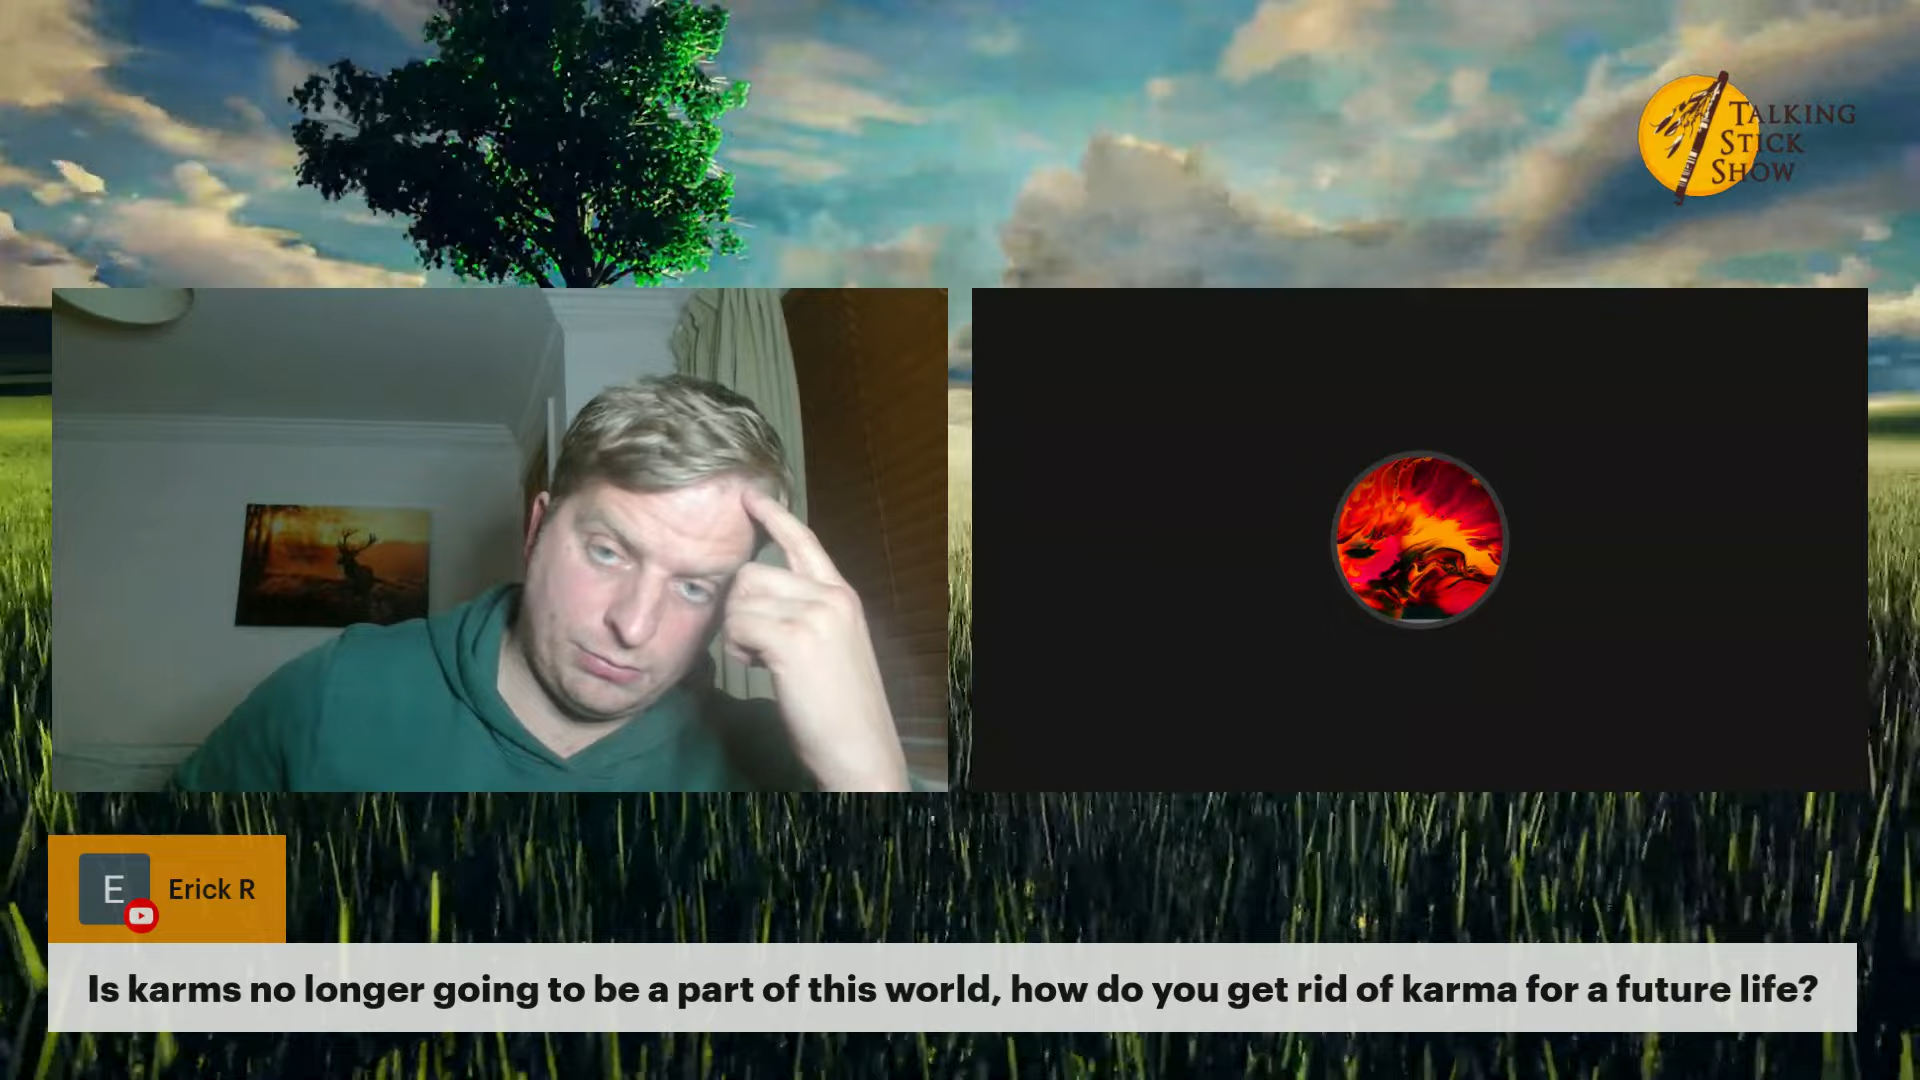 TALKING
STICK
SHOW
E
Erick R
Is karms no longer going to be a part of this world, how do you get rid of karma for a future life?